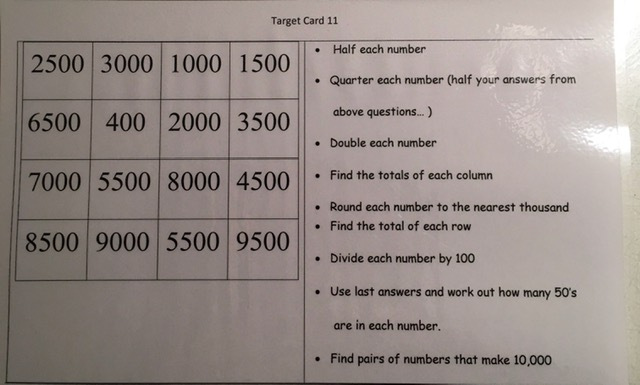 Target Card 11
2500 3000 1000 1500
6500 400 2000 3500
7000 5500 8000 4500
8500 9000 5500 9500
• Half each number
• Quarter each number (half your answers from
above questions... )
• Double each number
• Find the totals of each column
• Round each number to the nearest thousand
• Find the total of each row
• Divide each number by 100
• Use last answers and work out how many 50's
are in each number.
• Find pairs of numbers that make 10,000